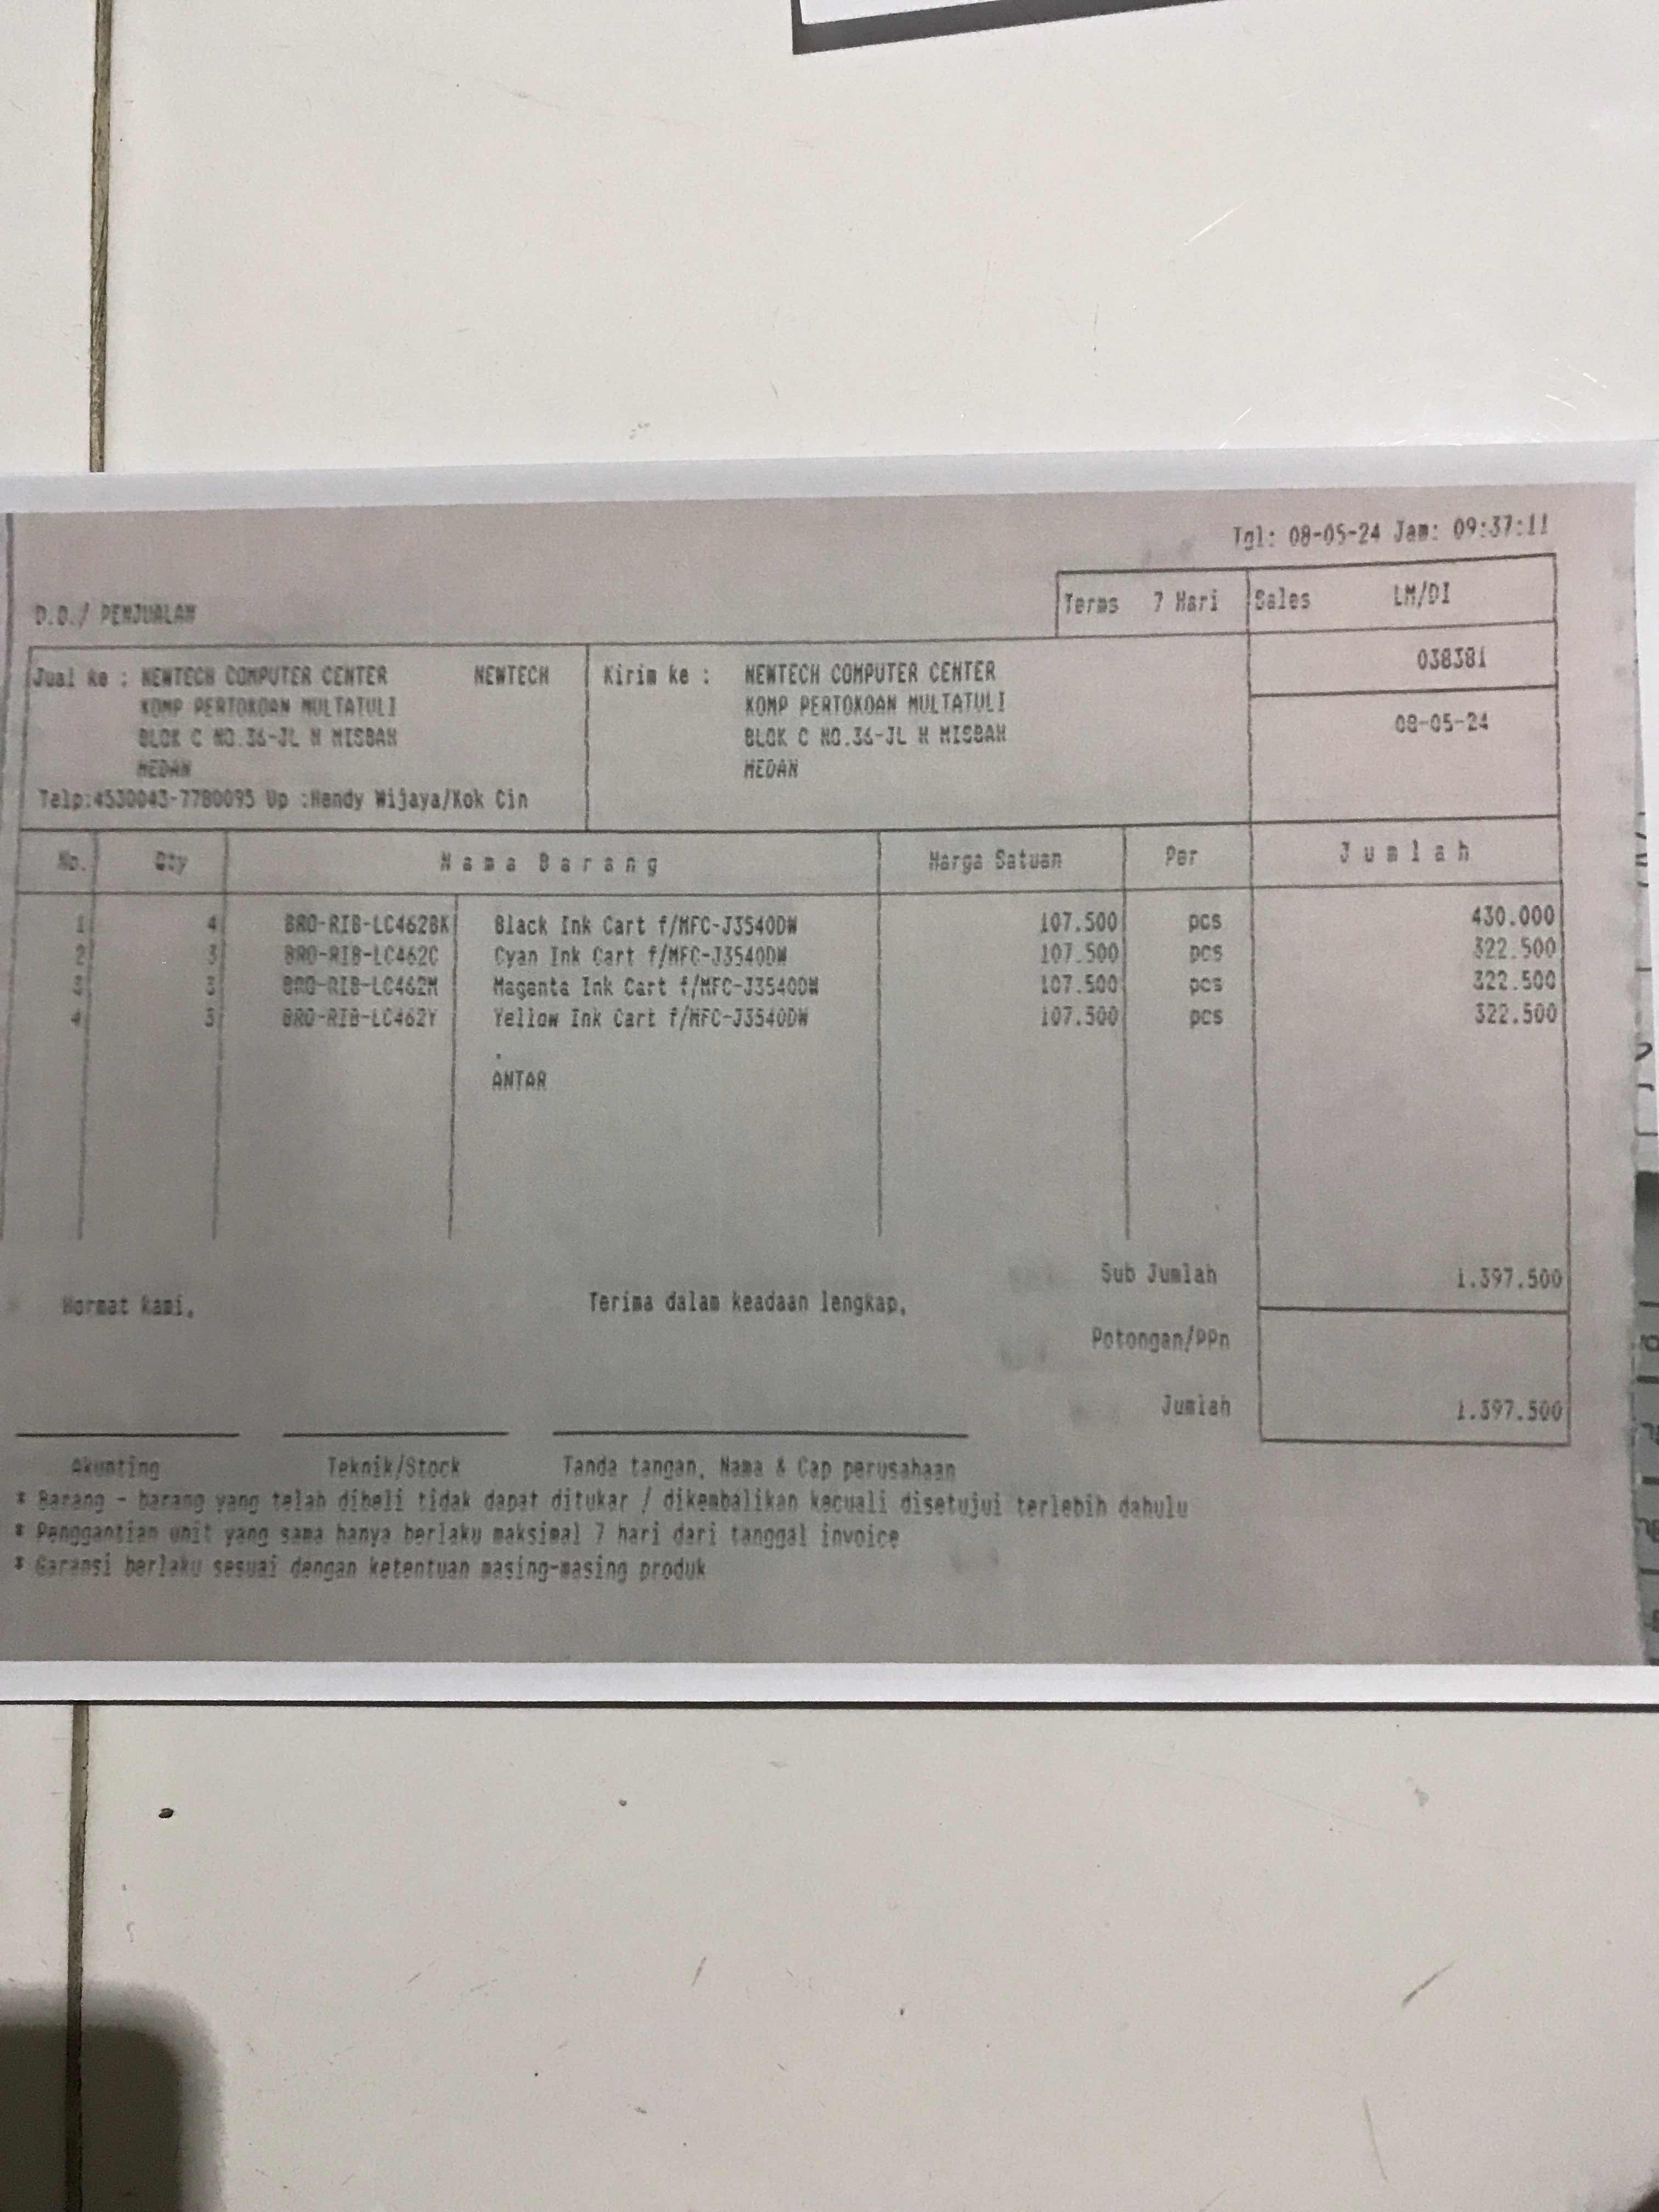 Tgl: 08-05-24 Jam: 09:37:11
D.O./ PENJUALAN
Terms 7 Hari Sales LM/DI
038381
08-05-24
Jual ke : NEWTECH COMPUTER CENTER NEWTECH
KOMP PERTOKOAN MULTATULI
BLOK C NO.36-JL H MISBAH
MEDAN
Telp:4530043-7780095 Up :Hendy Wijaya/Kok Cin
Kirim ke : NEWTECH COMPUTER CENTER
KOMP PERTOKOAN MULTATULI
BLOK C NO.36-JL H MISBAH
MEDAN
No. Qty Nama Barang Harga Satuan Per Jumlah
1 4 BRO-RIB-LC462BK Black Ink Cart f/MFC-J3540DW 107.500 pcs 430.000
2 3 BRO-RIB-LC462C Cyan Ink Cart f/MFC-J3540DW 107.500 pcs 322.500
3 3 BRO-RIB-LC462M Magenta Ink Cart f/MFC-J3540DW 107.500 pcs 322.500
4 3 BRO-RIB-LC462Y Yellow Ink Cart f/MFC-J3540DW 107.500 pcs 322.500
.
ANTAR
Sub Jumlah 1.397.500
Hormat kami, Terima dalam keadaan lengkap,
Potongan/PPn
Jumlah 1.397.500
Akunting Teknik/Stock Tanda tangan, Nama & Cap perusahaan
* Barang - barang yang telah dibeli tidak dapat ditukar / dikembalikan kecuali disetujui terlebih dahulu
* Penggantian unit yang sama hanya berlaku maksimal 7 hari dari tanggal invoice
* Garansi berlaku sesuai dengan ketentuan masing-masing produk